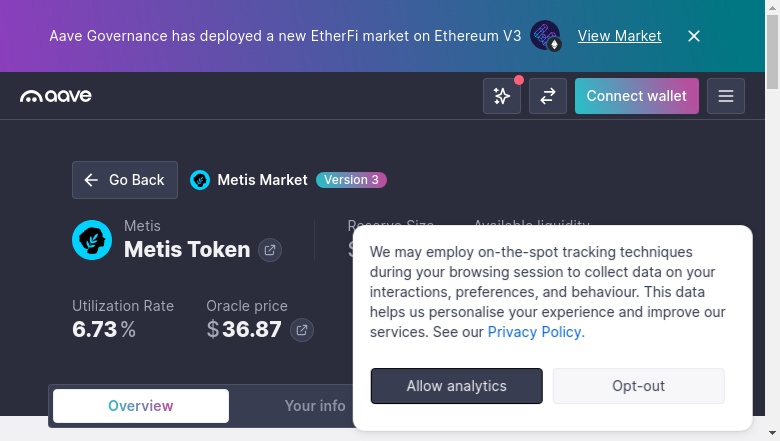 Aave Governance has deployed a new EtherFi market on Ethereum V3 View Market
aave
Connect wallet
Go Back
Metis Market Version 3
Metis
Metis Token
Reserve Size
Available liquidity
We may employ on-the-spot tracking techniques
during your browsing session to collect data on your
interactions, preferences, and behaviour. This data
helps us personalise your experience and improve our
services. See our Privacy Policy.
Utilization Rate
6.73%
Oracle price
$36.87
Allow analytics
Opt-out
Overview
Your info